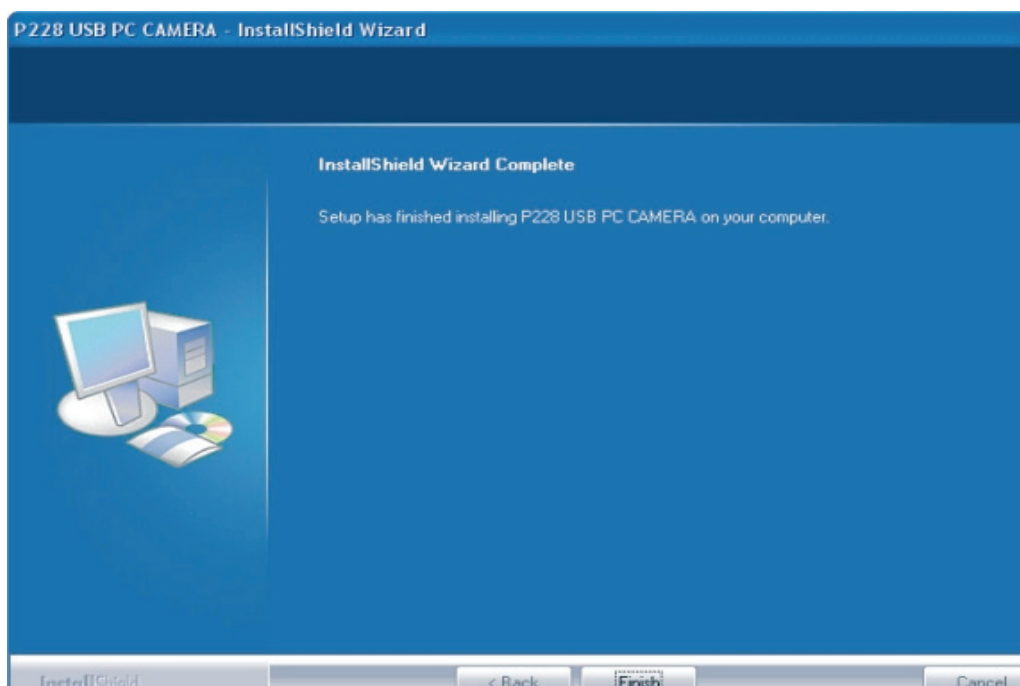 P228 USB PC CAMERA - InstallShield Wizard
InstallShield Wizard Complete
Setup has finished installing P228 USB PC CAMERA on your computer.
InstallShield
< Back
Finish
Cancel